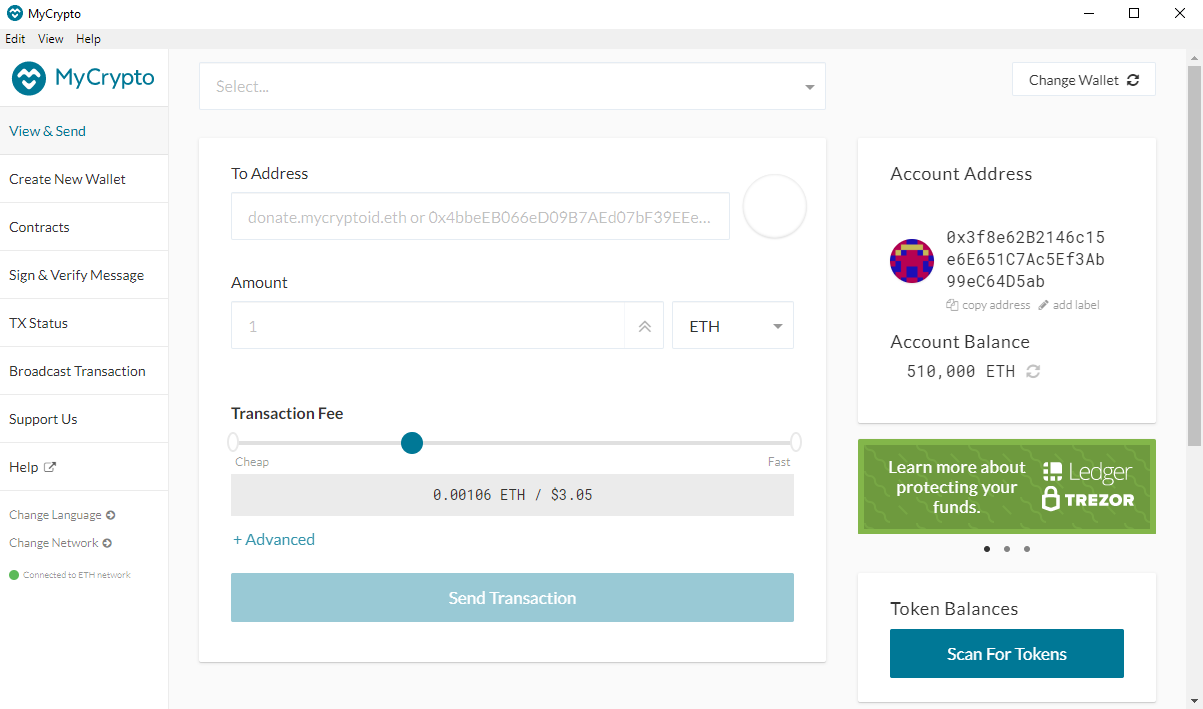 MyCrypto
Edit View Help
MyCrypto
View & Send
Create New Wallet
Contracts
Sign & Verify Message
TX Status
Broadcast Transaction
Support Us
Help
Change Language
Change Network
Connected to ETH network
Select...
Change Wallet
To Address
donate.mycryptoid.eth or 0x4bbeEB066eD09B7AEd07bF39EEe...
Amount
1
ETH
Transaction Fee
Cheap
Fast
0.00106 ETH / $3.05
+ Advanced
Send Transaction
Account Address
0x3f8e62B2146c15
e6E651C7Ac5Ef3Ab
99eC64D5ab
copy address add label
Account Balance
510,000 ETH
Learn more about
protecting your
funds.
Ledger
TREZOR
Token Balances
Scan For Tokens